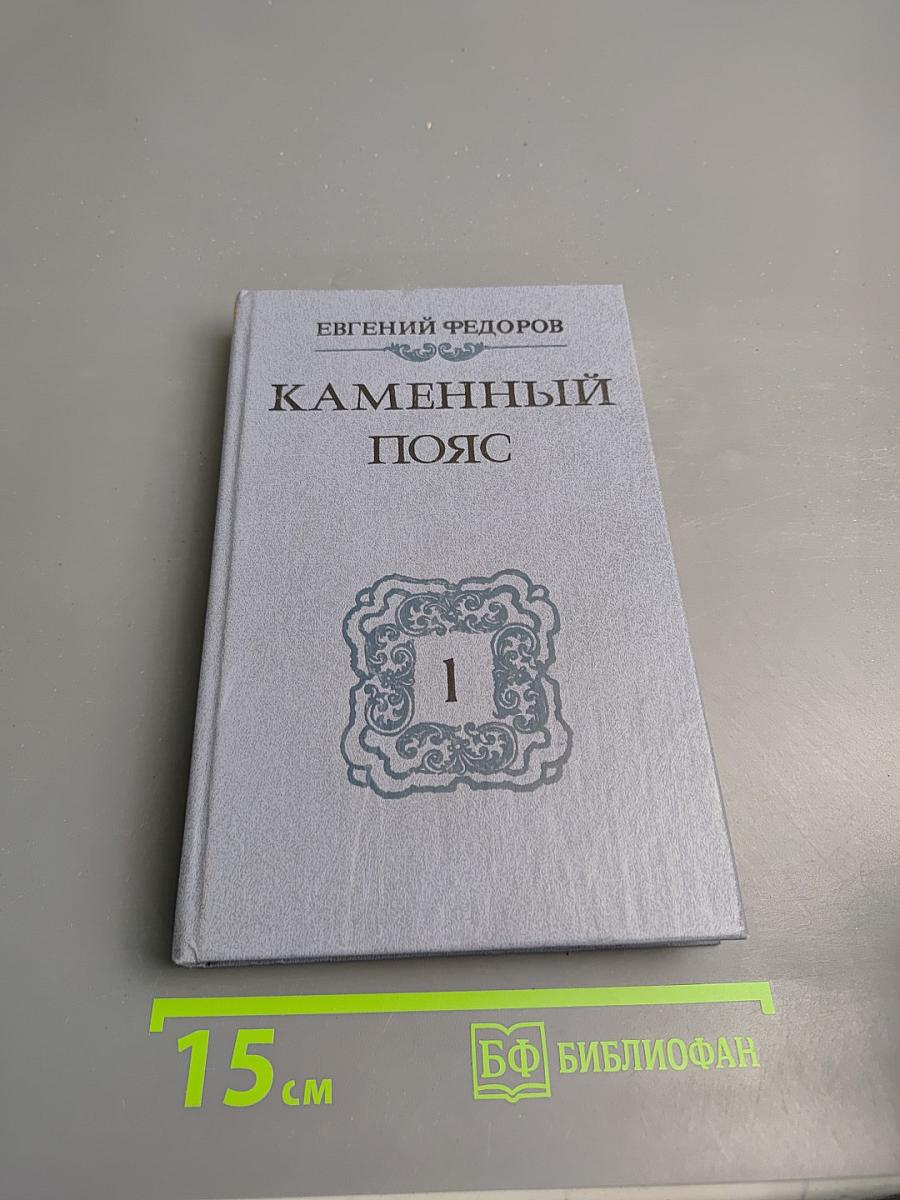 ЕВГЕНИЙ ФЕДОРОВ
КАМЕННЫЙ
ПОЯС
1
15 см
БФ БИБЛИОФАН